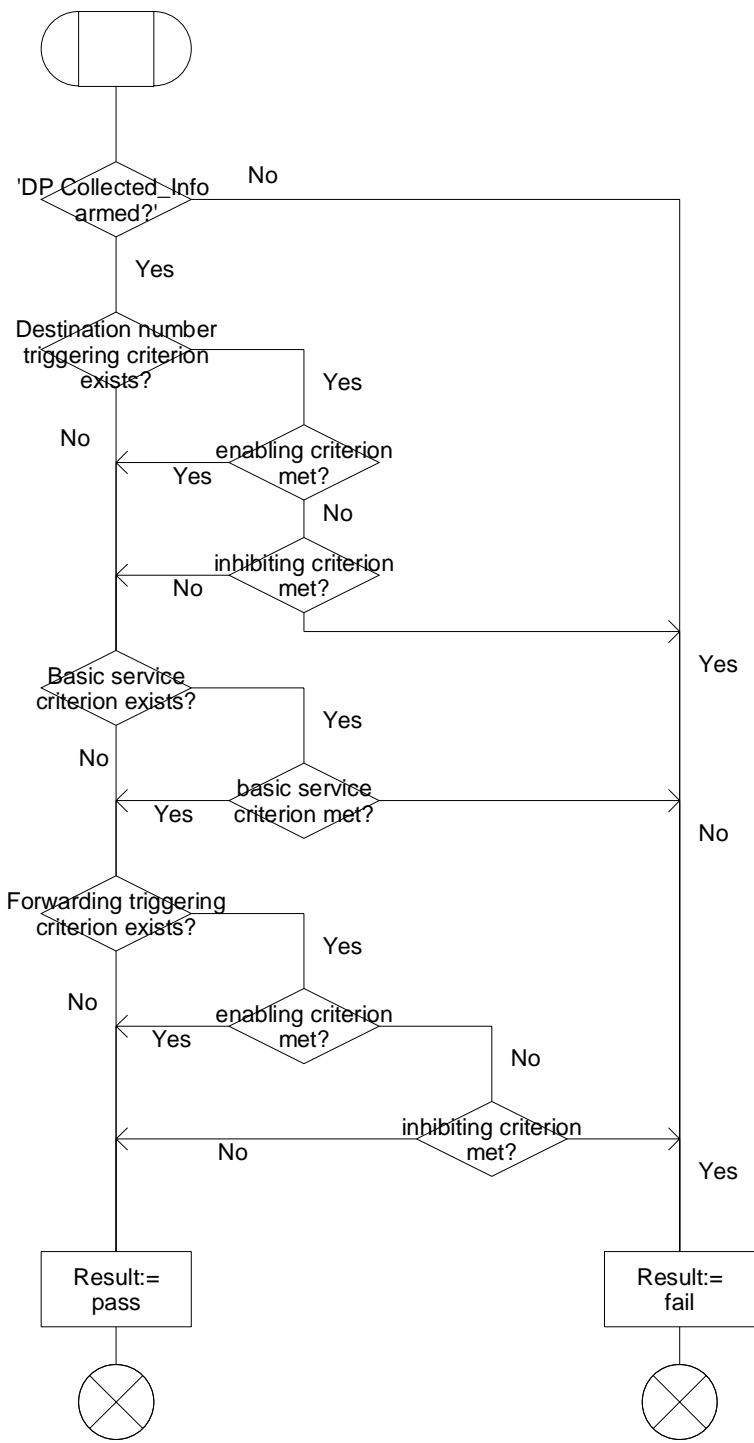 'DP Collected_Info
armed?'
No
Yes
Destination number
triggering criterion
exists?
Yes
No
enabling criterion
met?
Yes
No
inhibiting criterion
met?
No
Yes
Basic service
criterion exists?
Yes
No
basic service
criterion met?
Yes
No
Forwarding triggering
criterion exists?
Yes
No
enabling criterion
met?
Yes
No
inhibiting criterion
met?
No
Yes
Result:=
pass
Result:=
fail